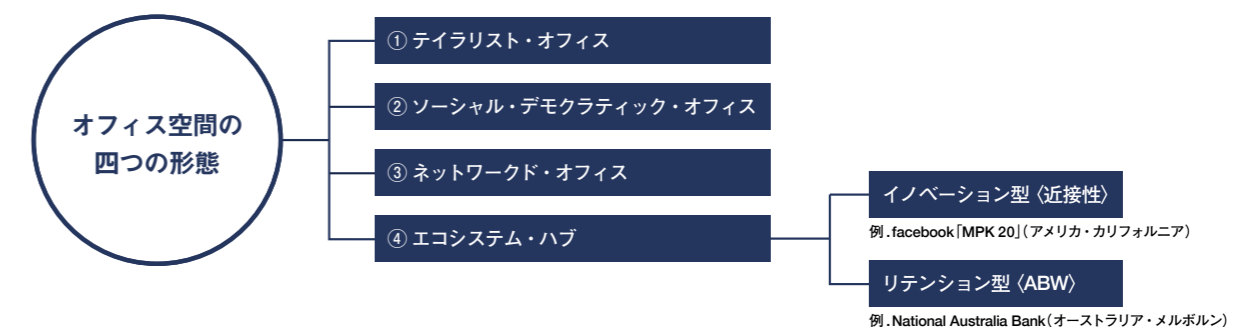 オフィス空間の
四つの形態
① テイラリスト・オフィス
② ソーシャル・デモクラティック・オフィス
③ ネットワークド・オフィス
④ エコシステム・ハブ
イノベーション型〈近接性〉
例.facebook「MPK 20」(アメリカ・カリフォルニア)
リテンション型〈ABW〉
例.National Australia Bank(オーストラリア・メルボルン)